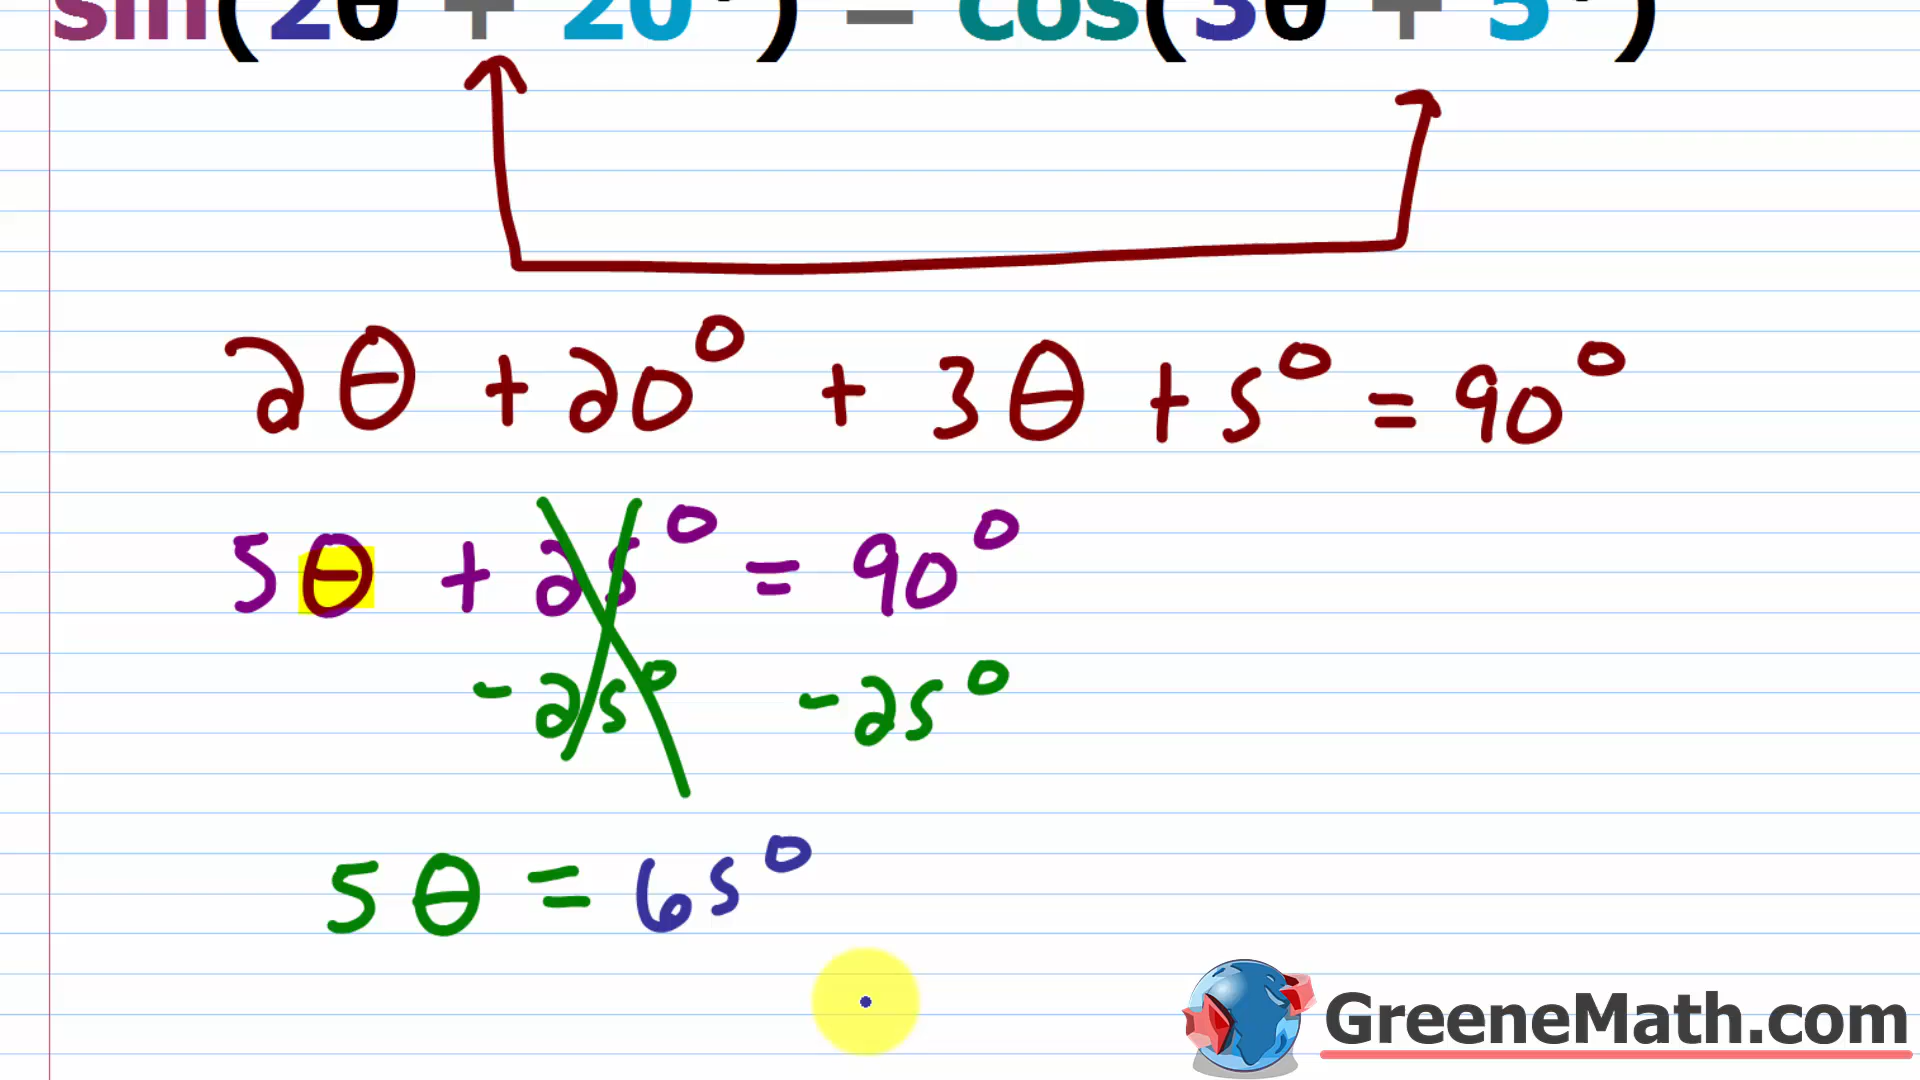 sin(2θ + 20°) = cos(3θ + 5°)
2θ + 20° + 3θ + 5° = 90°
5θ + 25° = 90°
-25° -25°
5θ = 65°
GreeneMath.com